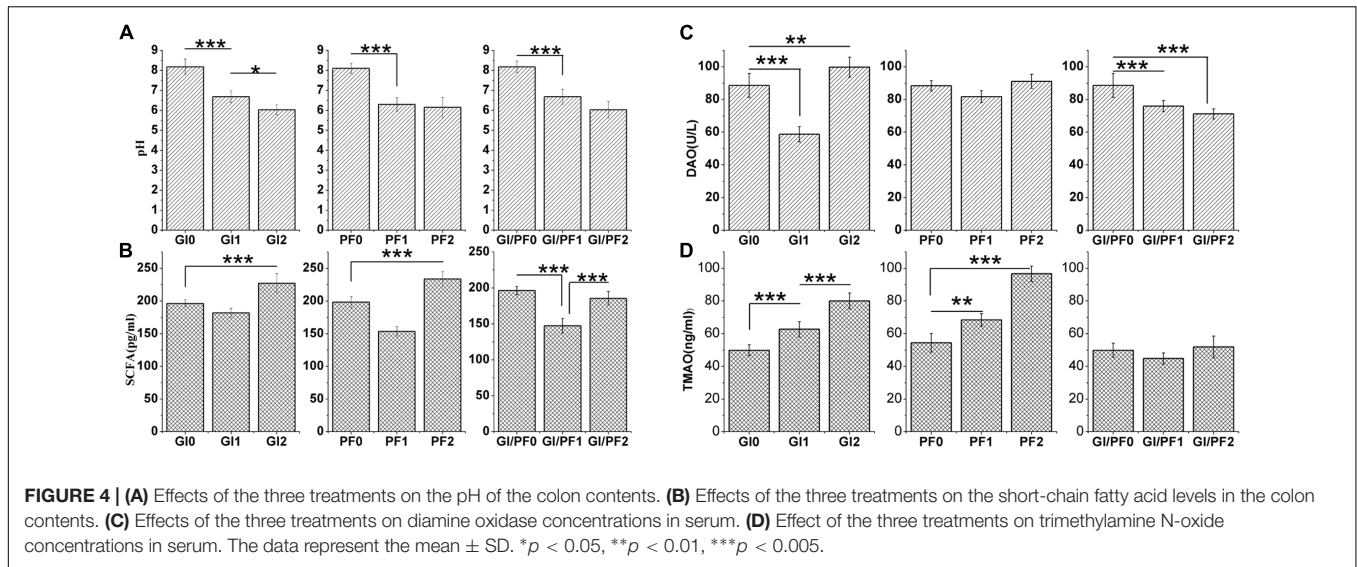 A
*** * *** ***
9 9 9
8 8 8
7 7 7
6 6 6
5 5 5
4 4 4
3 3 3
2 2 2
1 1 1
0 0 0
pH
GI0 GI1 GI2 PF0 PF1 PF2 GI/PF0 GI/PF1 GI/PF2
B
*** *** *** ***
250 250 250
200 200 200
150 150 150
100 100 100
50 50 50
0 0 0
SCFA(pg/ml)
GI0 GI1 GI2 PF0 PF1 PF2 GI/PF0 GI/PF1 GI/PF2
C
** *** *** ***
100 100 100
80 80 80
60 60 60
40 40 40
20 20 20
0 0 0
DAO(U/L)
GI0 GI1 GI2 PF0 PF1 PF2 GI/PF0 GI/PF1 GI/PF2
D
*** *** *** **
100 100 100
80 80 80
60 60 60
40 40 40
20 20 20
0 0 0
TMAO(ng/ml)
GI0 GI1 GI2 PF0 PF1 PF2 GI/PF0 GI/PF1 GI/PF2
FIGURE 4 | (A) Effects of the three treatments on the pH of the colon contents. (B) Effects of the three treatments on the short-chain fatty acid levels in the colon
contents. (C) Effects of the three treatments on diamine oxidase concentrations in serum. (D) Effect of the three treatments on trimethylamine N-oxide
concentrations in serum. The data represent the mean ± SD. *p < 0.05, **p < 0.01, ***p < 0.005.